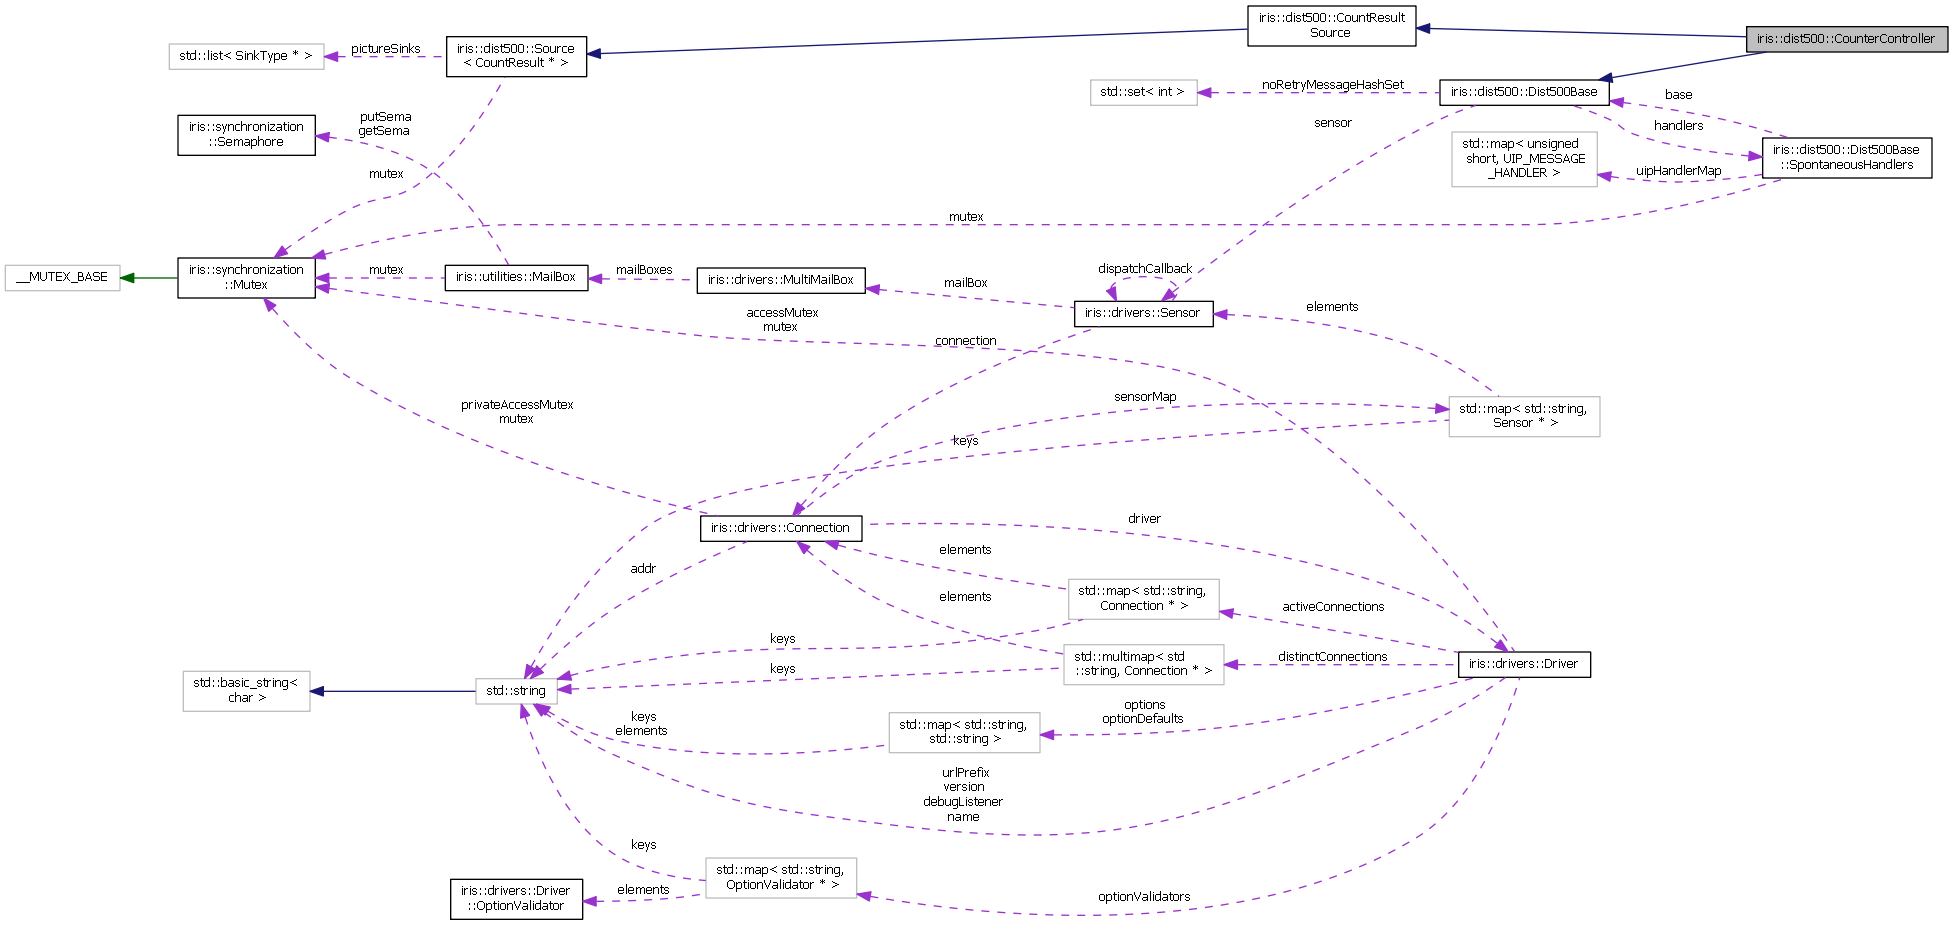 iris::dist500::CountResult
Source
iris::dist500::CounterController
std::list< SinkType * >
pictureSinks
iris::dist500::Source
< CountResult * >
std::set< int >
noRetryMessageHashSet
iris::dist500::Dist500Base
base
handlers
sensor
putSema
getSema
iris::synchronization
::Semaphore
std::map< unsigned
short, UIP_MESSAGE
_HANDLER >
uipHandlerMap
iris::dist500::Dist500Base
::SpontaneousHandlers
mutex
mutex
__MUTEX_BASE
iris::synchronization
::Mutex
mutex
iris::utilities::MailBox
mailBoxes
iris::drivers::MultiMailBox
mailBox
dispatchCallback
iris::drivers::Sensor
elements
accessMutex
mutex
connection
privateAccessMutex
mutex
sensorMap
std::map< std::string,
Sensor * >
keys
iris::drivers::Connection
driver
addr
elements
elements
std::map< std::string,
Connection * >
activeConnections
keys
keys
std::multimap< std
::string, Connection * >
distinctConnections
iris::drivers::Driver
std::basic_string<
char >
std::string
keys
elements
std::map< std::string,
std::string >
options
optionDefaults
urlPrefix
version
debugListener
name
keys
std::map< std::string,
OptionValidator * >
optionValidators
iris::drivers::Driver
::OptionValidator
elements